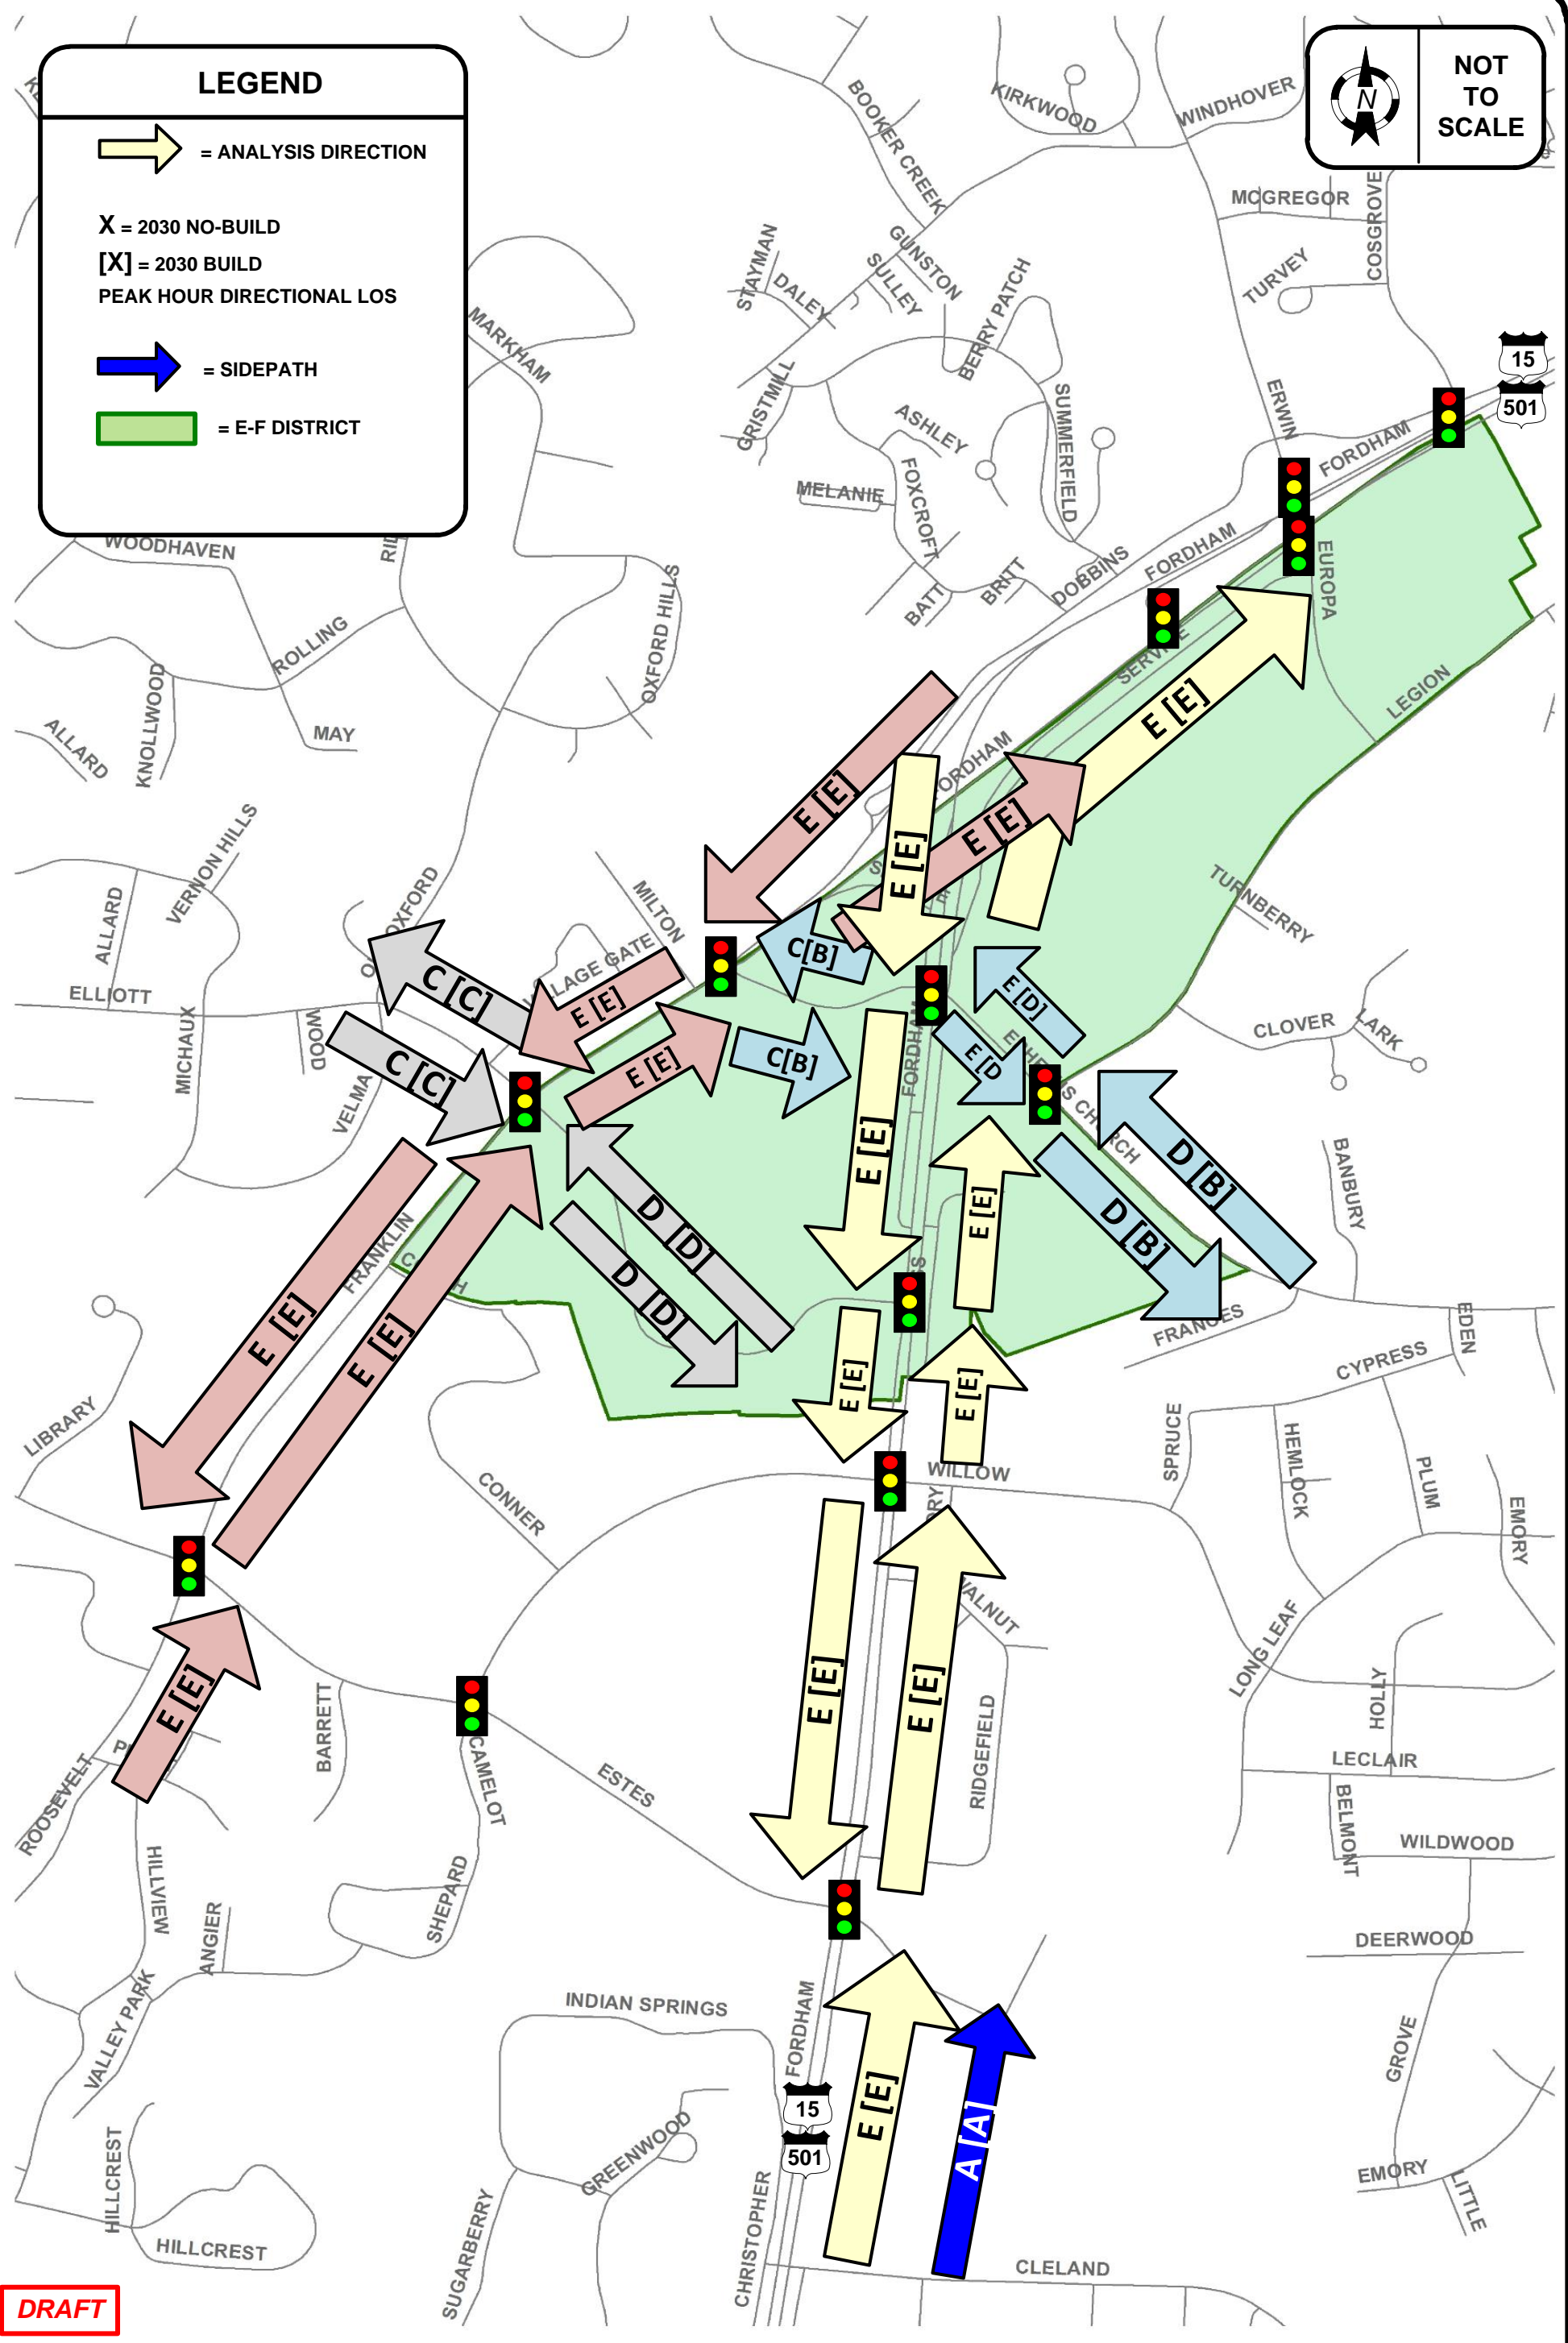 LEGEND
= ANALYSIS DIRECTION
X = 2030 NO-BUILD
[X] = 2030 BUILD
PEAK HOUR DIRECTIONAL LOS
= SIDEPATH
= E-F DISTRICT
N
NOT
TO
SCALE
BOOKER CREEK
KIRKWOOD
WINDHOVER
MCGREGOR
COSGROVE
TURVEY
STAYMAN
DALEY
GUNSTON
SULLEY
BERRY PATCH
MARKHAM
GRISTMILL
ASHLEY
SUMMERFIELD
ERWIN
15
501
FORDHAM
MELANIE
FOXCROFT
WOODHAVEN
BATT
BRITT
DOBBINS
FORDHAM
EUROPA
OXFORD HILLS
ROLLING
KNOLLWOOD
MAY
ALLARD
LEGION
E [E]
FORDHAM
E [E]
E [E]
E [E]
VERNON HILLS
ALLARD
MILTON
TURNBERRY
C[B]
C [C]
E [E]
E [D]
ELLIOTT
MICHAUX
WOOD
VELMA
C [C]
E [E]
C[B]
E [D
FORDHAM
CLOVER
LARK
E [E]
D [B]
D [B]
E [E]
BANBURY
D [D]
D [D]
FRANKLIN
E [E]
E [E]
FRANCES
EDEN
CYPRESS
E [E]
E [E]
LIBRARY
CONNER
WILLOW
SPRUCE
HEMLOCK
PLUM
EMORY
E [E]
E [E]
E [E]
LONG LEAF
HOLLY
BARRETT
CAMELOT
ESTES
RIDGEFIELD
LECLAIR
BELMONT
WILDWOOD
ROOSEVELT
HILLVIEW
SHEPARD
ANGIER
DEERWOOD
VALLEY PARK
INDIAN SPRINGS
FORDHAM
GROVE
15
501
E [E]
A [A]
GREENWOOD
EMORY
LITTLE
HILLCREST
HILLCREST
SUGARBERRY
CHRISTOPHER
CLELAND
DRAFT